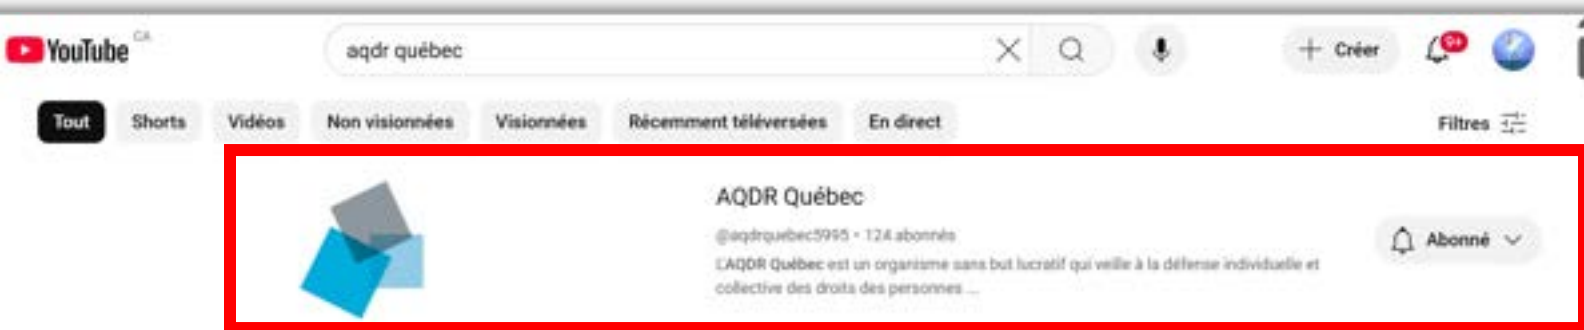 YouTube CA
aqdr québec
Créer
9+
Tout
Shorts
Vidéos
Non visionnées
Visionnées
Récemment téléversées
En direct
Filtres
AQDR Québec
@aqdrquebec5995 • 124 abonnés
L'AQDR Québec est un organisme sans but lucratif qui veille à la défense individuelle et
collective des droits des personnes ...
Abonné